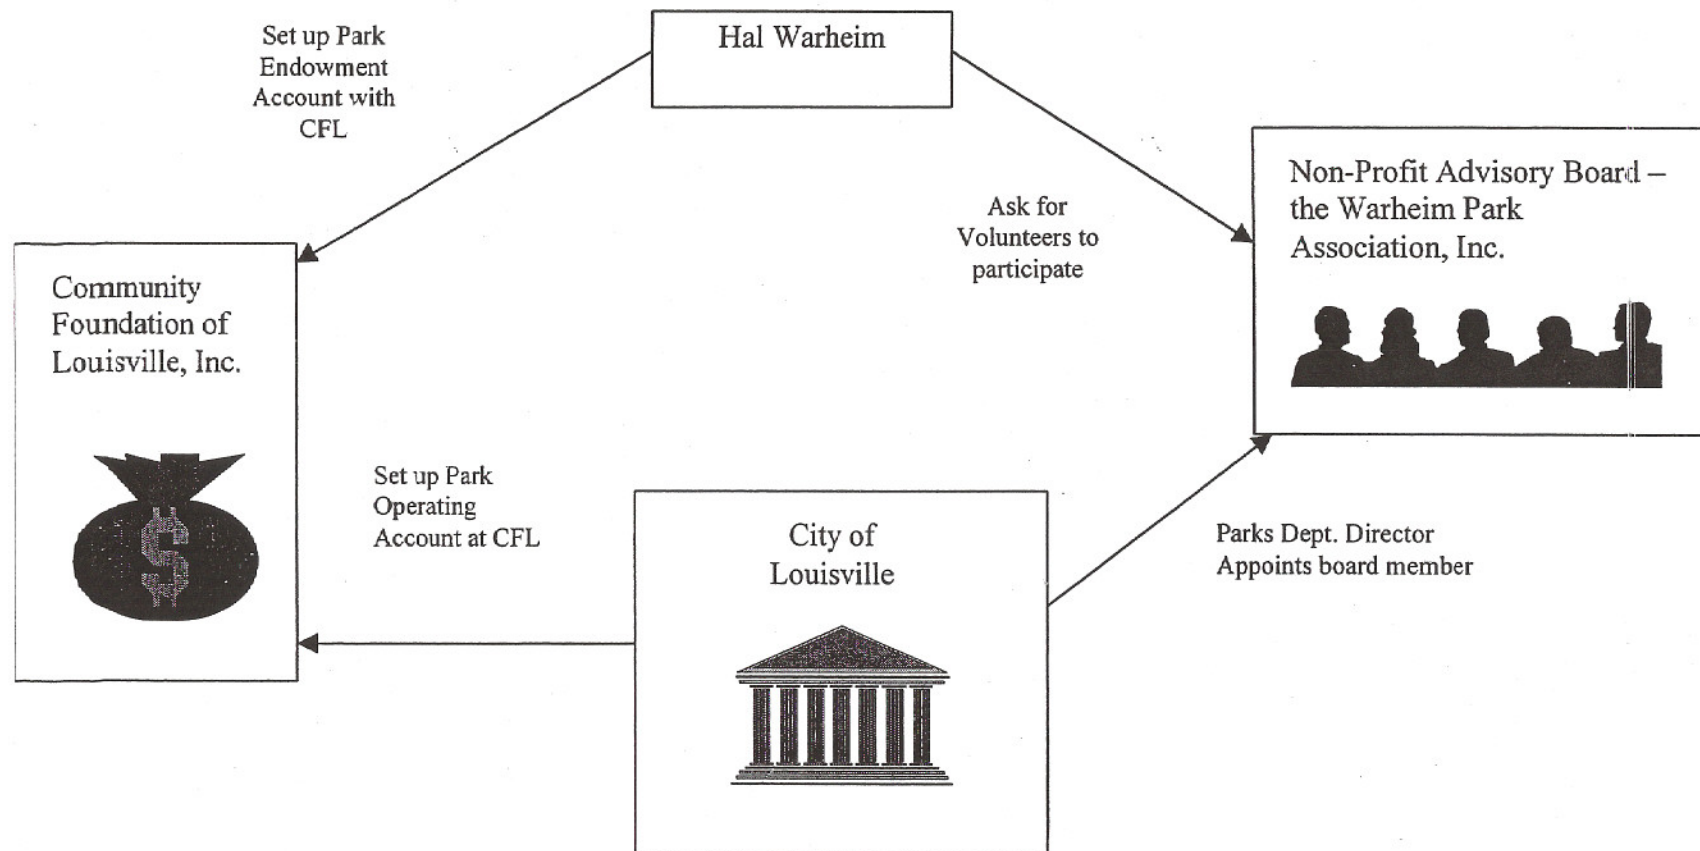 Set up Park
Endowment
Account with
CFL
Hal Warheim
Non-Profit Advisory Board –
the Warheim Park
Association, Inc.
Ask for
Volunteers to
participate
Community
Foundation of
Louisville, Inc.
$
Set up Park
Operating
Account at CFL
City of
Louisville
Parks Dept. Director
Appoints board member